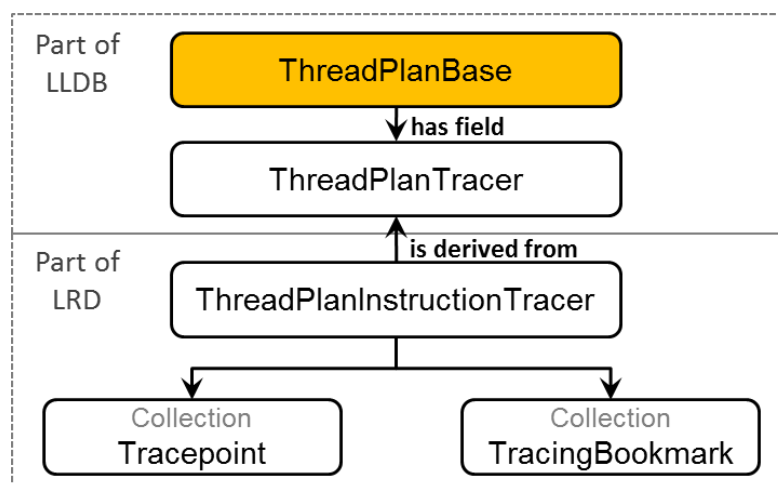 Part of
LLDB
ThreadPlanBase
has field
ThreadPlanTracer
is derived from
Part of
LRD
ThreadPlanInstructionTracer
Collection
Tracepoint
Collection
TracingBookmark